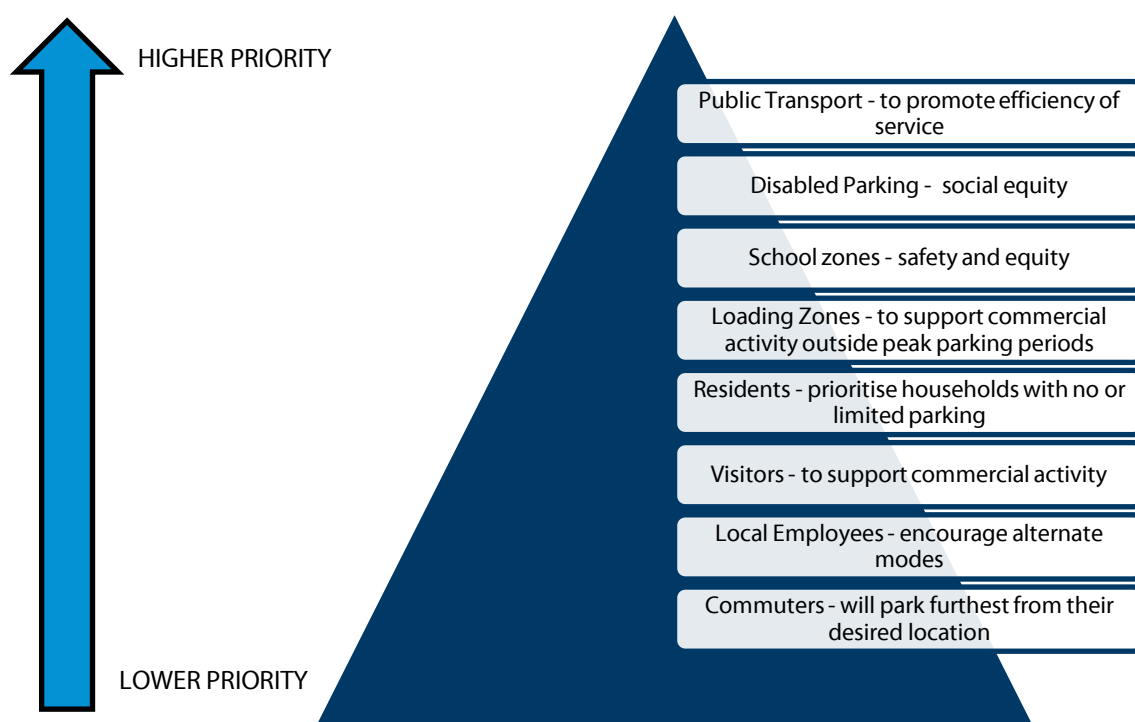 HIGHER PRIORITY
Public Transport - to promote efficiency of
service
Disabled Parking - social equity
School zones - safety and equity
Loading Zones - to support commercial
activity outside peak parking periods
Residents - prioritise households with no or
limited parking
Visitors - to support commercial activity
Local Employees - encourage alternate
modes
Commuters - will park furthest from their
desired location
LOWER PRIORITY